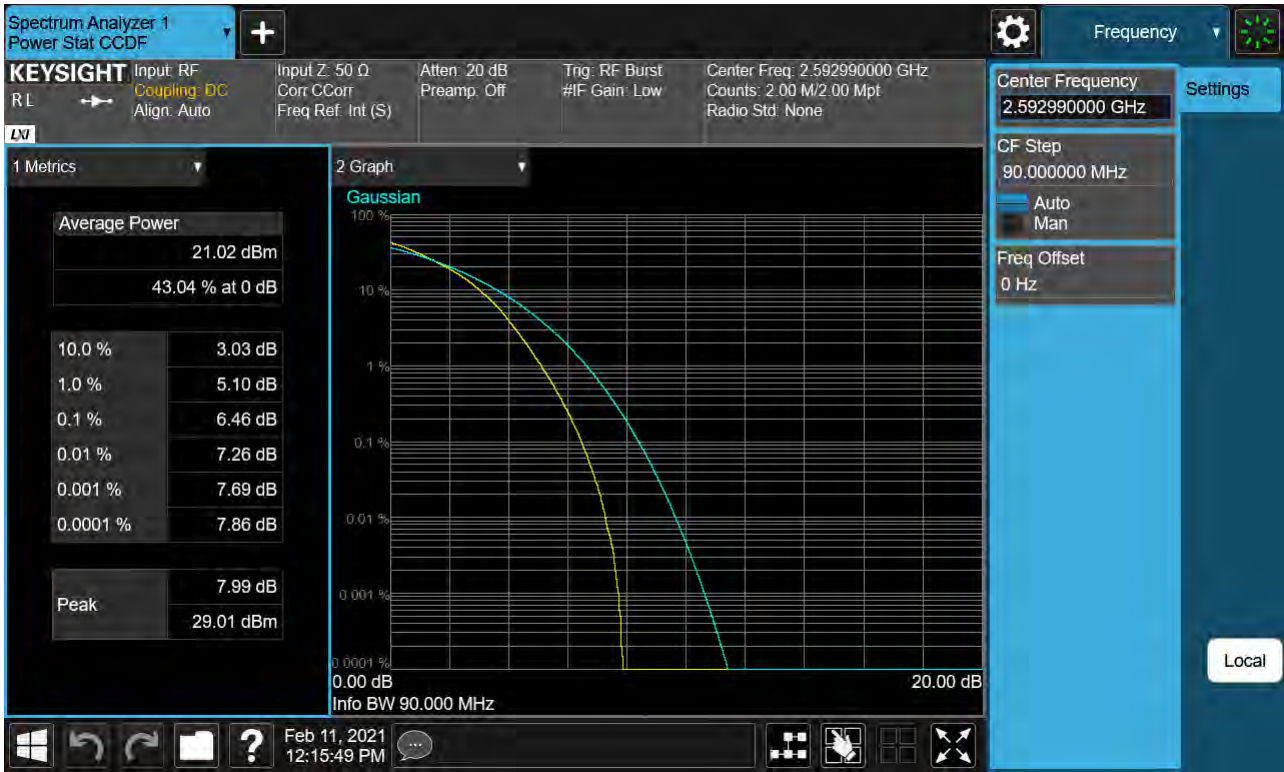 Spectrum Analyzer 1
Power Stat CCDF
Frequency
KEYSIGHT
RL
LXI
Input: RF
Coupling: DC
Align: Auto
Input Z: 50 Ω
Corr CCorr
Freq Ref: Int (S)
Atten: 20 dB
Preamp: Off
Trig: RF Burst
#IF Gain: Low
Center Freq: 2.592990000 GHz
Counts: 2.00 M/2.00 Mpt
Radio Std: None
Center Frequency
2.592990000 GHz
Settings
CF Step
90.000000 MHz
Auto
Man
Freq Offset
0 Hz
Local
1 Metrics
Average Power
21.02 dBm
43.04 % at 0 dB
10.0 % 3.03 dB
1.0 % 5.10 dB
0.1 % 6.46 dB
0.01 % 7.26 dB
0.001 % 7.69 dB
0.0001 % 7.86 dB
Peak 7.99 dB
29.01 dBm
2 Graph
Gaussian
100 %
10 %
1 %
0.1 %
0.01 %
0.001 %
0.0001 %
0.00 dB 20.00 dB
Info BW 90.000 MHz
?
Feb 11, 2021
12:15:49 PM